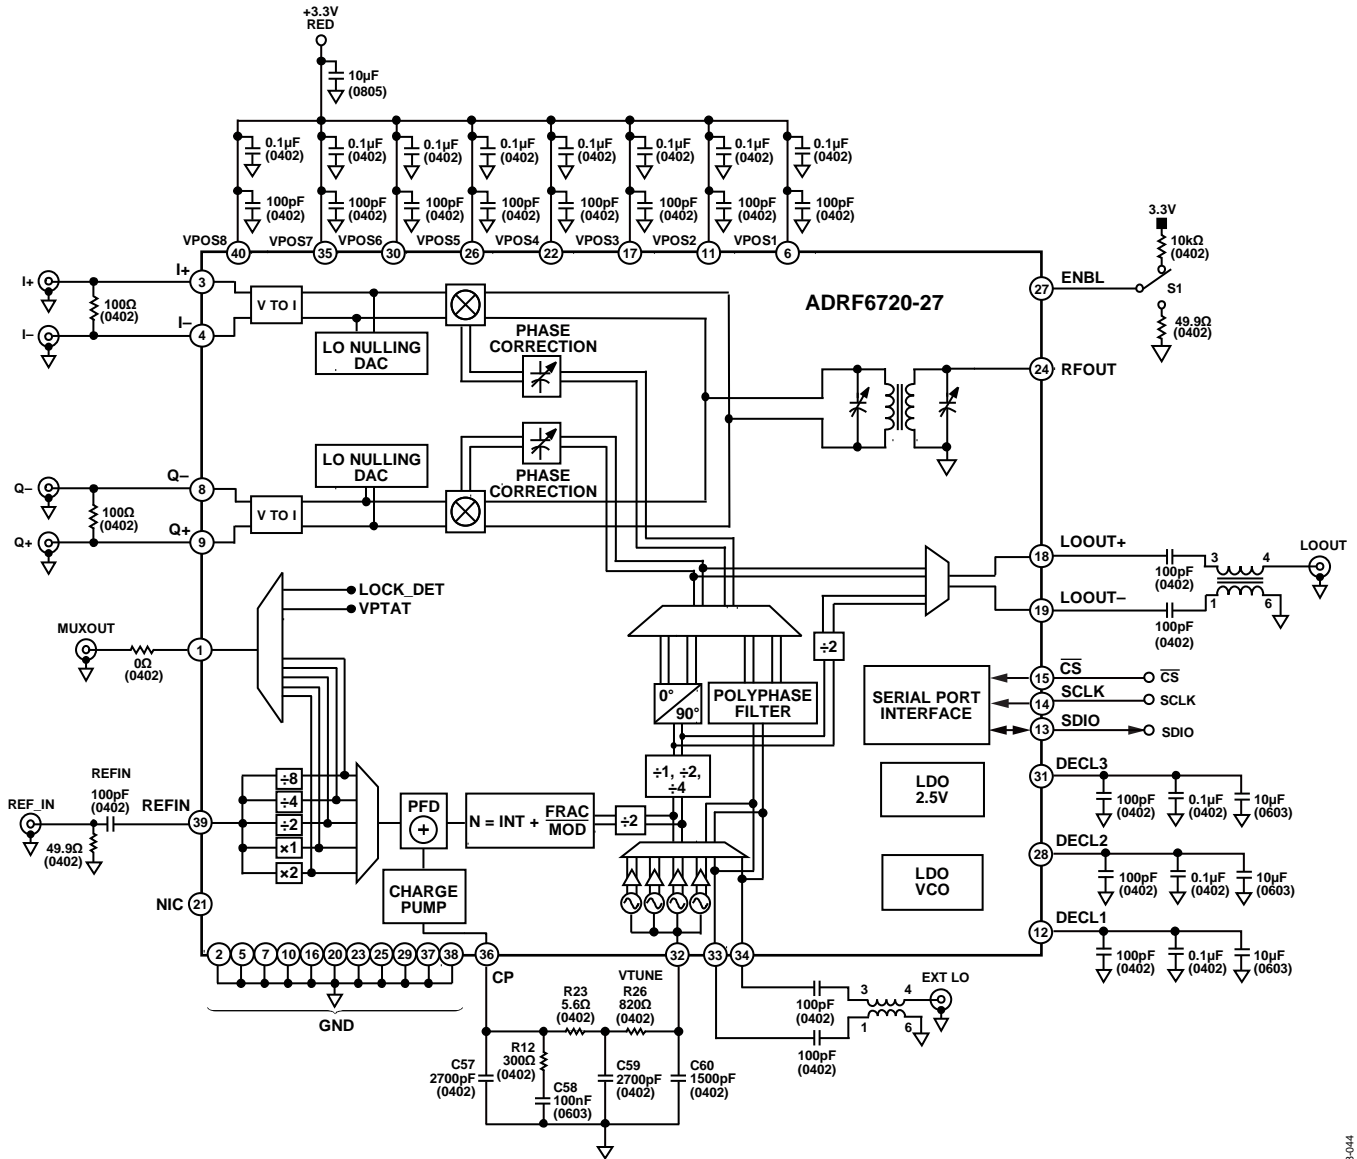 +3.3V
RED
10µF
(0805)
0.1µF
(0402)
0.1µF
(0402)
0.1µF
(0402)
0.1µF
(0402)
0.1µF
(0402)
0.1µF
(0402)
0.1µF
(0402)
0.1µF
(0402)
100pF
(0402)
100pF
(0402)
100pF
(0402)
100pF
(0402)
100pF
(0402)
100pF
(0402)
100pF
(0402)
100pF
(0402)
VPOS8
VPOS7
VPOS6
VPOS5
VPOS4
VPOS3
VPOS2
VPOS1
40
35
30
26
22
17
11
6
3.3V
10kΩ
(0402)
S1
49.9Ω
(0402)
27
ENBL
24
RFOUT
ADRF6720-27
I+
100Ω
(0402)
I–
I+
3
I–
4
V TO I
LO NULLING
DAC
PHASE
CORRECTION
Q–
100Ω
(0402)
Q+
Q–
8
Q+
9
V TO I
LO NULLING
DAC
PHASE
CORRECTION
LOCK_DET
VPTAT
MUXOUT
0Ω
(0402)
1
18
LOOUT+
19
LOOUT–
100pF
(0402)
100pF
(0402)
3
4
1
6
LOOUT
÷2
0°
90°
POLYPHASE
FILTER
÷1, ÷2,
÷4
SERIAL PORT
INTERFACE
15
CS
CS
14
SCLK
SCLK
13
SDIO
SDIO
LDO
2.5V
LDO
VCO
31
DECL3
100pF
(0402)
0.1µF
(0402)
10µF
(0603)
28
DECL2
100pF
(0402)
0.1µF
(0402)
10µF
(0603)
12
DECL1
100pF
(0402)
0.1µF
(0402)
10µF
(0603)
REF_IN
49.9Ω
(0402)
REFIN
100pF
(0402)
REFIN
39
÷8
÷4
÷2
×1
×2
PFD
+
N = INT +
FRAC
MOD
÷2
CHARGE
PUMP
NIC
21
2
5
7
10
16
20
23
25
29
37
38
GND
36
CP
32
VTUNE
33
34
R23
5.6Ω
(0402)
R26
820Ω
(0402)
R12
300Ω
(0402)
C57
2700pF
(0402)
C58
100nF
(0603)
C59
2700pF
(0402)
C60
1500pF
(0402)
100pF
(0402)
100pF
(0402)
3
4
1
6
EXT LO